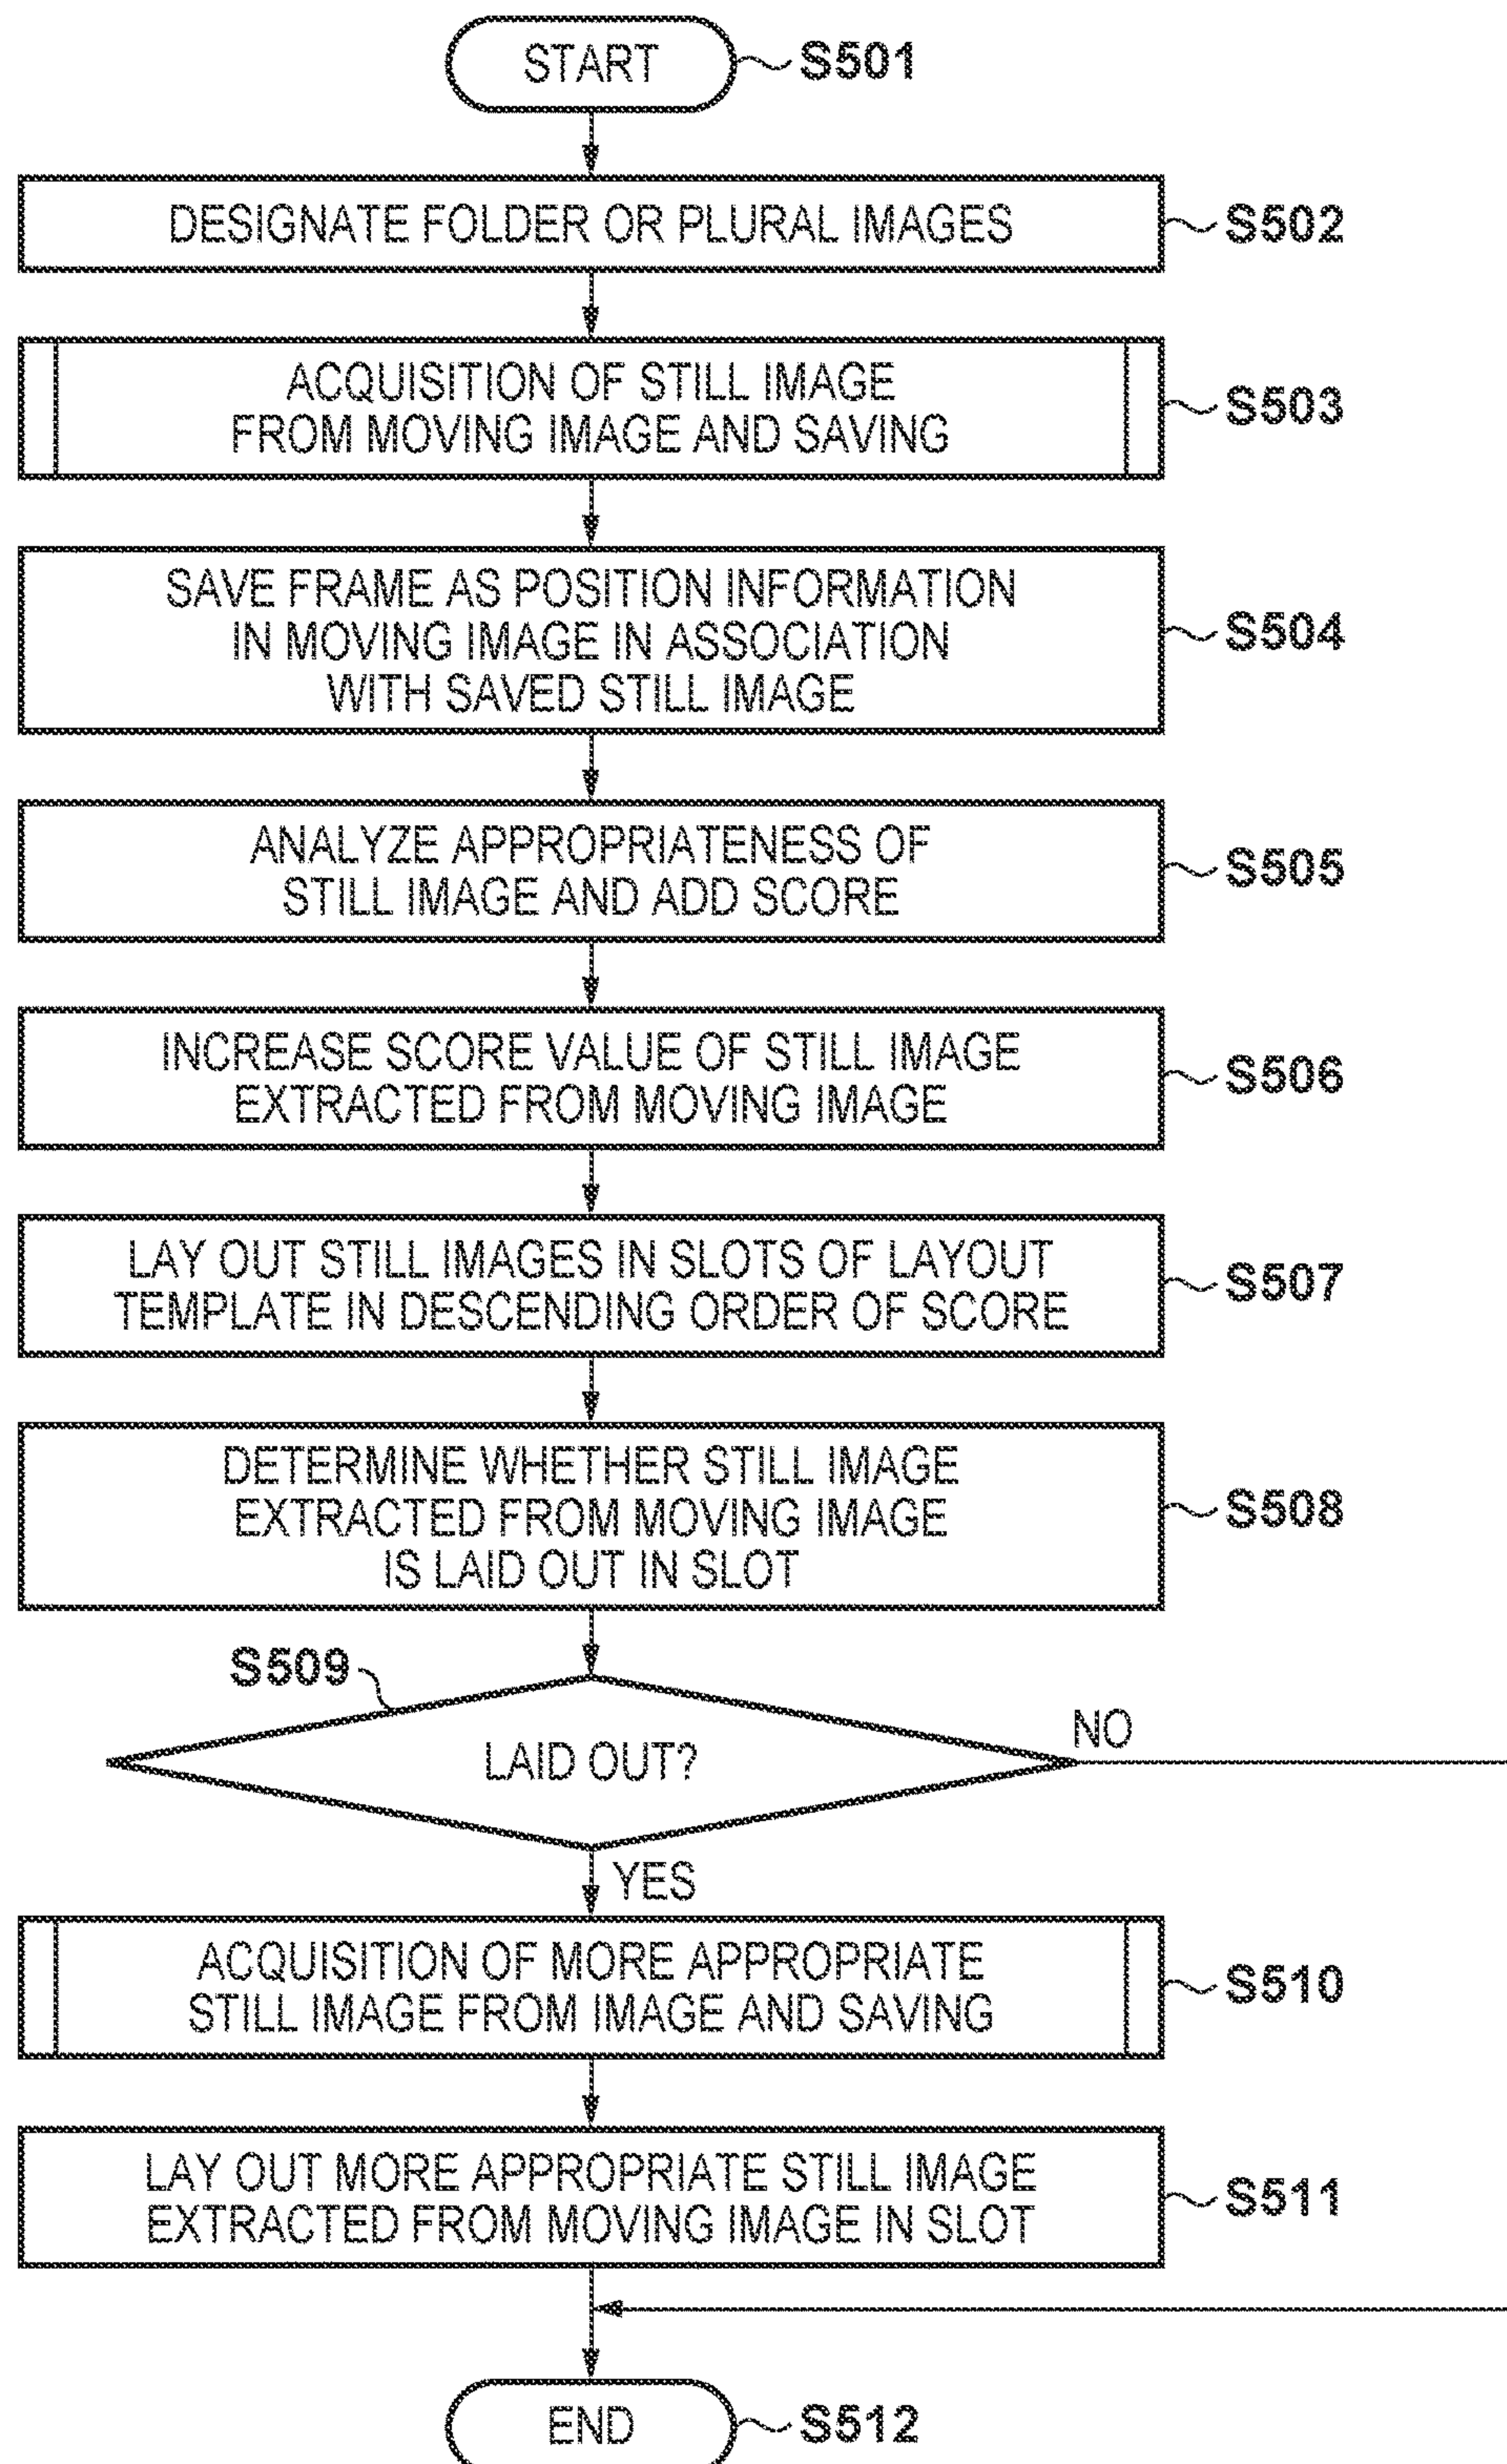 START
S501
DESIGNATE FOLDER OR PLURAL IMAGES
S502
ACQUISITION OF STILL IMAGE
FROM MOVING IMAGE AND SAVING
S503
SAVE FRAME AS POSITION INFORMATION
IN MOVING IMAGE IN ASSOCIATION
WITH SAVED STILL IMAGE
S504
ANALYZE APPROPRIATENESS OF
STILL IMAGE AND ADD SCORE
S505
INCREASE SCORE VALUE OF STILL IMAGE
EXTRACTED FROM MOVING IMAGE
S506
LAY OUT STILL IMAGES IN SLOTS OF LAYOUT
TEMPLATE IN DESCENDING ORDER OF SCORE
S507
DETERMINE WHETHER STILL IMAGE
EXTRACTED FROM MOVING IMAGE
IS LAID OUT IN SLOT
S508
S509
LAID OUT?
NO
YES
ACQUISITION OF MORE APPROPRIATE
STILL IMAGE FROM IMAGE AND SAVING
S510
LAY OUT MORE APPROPRIATE STILL IMAGE
EXTRACTED FROM MOVING IMAGE IN SLOT
S511
END
S512